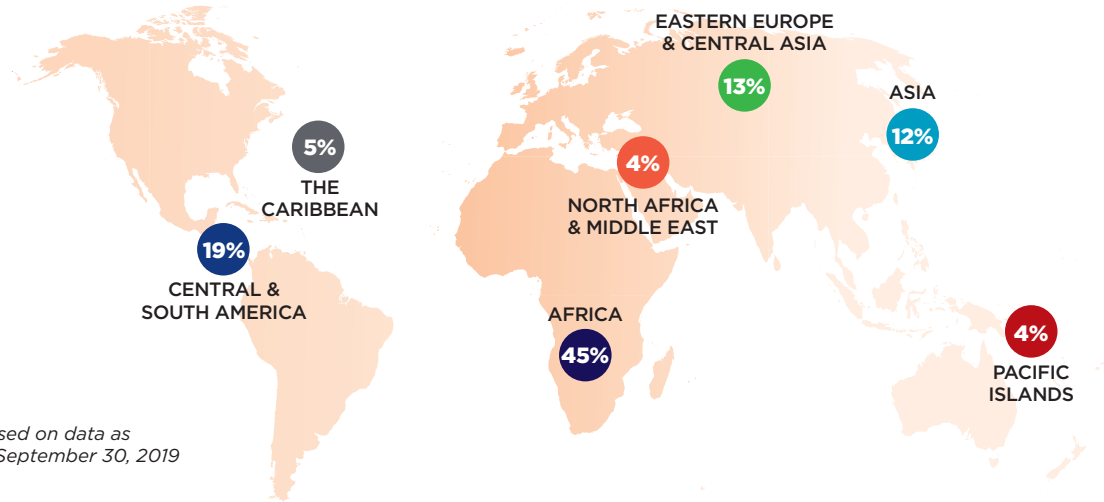 EASTERN EUROPE
& CENTRAL ASIA
13%
ASIA
12%
5%
THE
CARIBBEAN
4%
NORTH AFRICA
& MIDDLE EAST
19%
CENTRAL &
SOUTH AMERICA
AFRICA
45%
4%
PACIFIC
ISLANDS
sed on data as
September 30, 2019